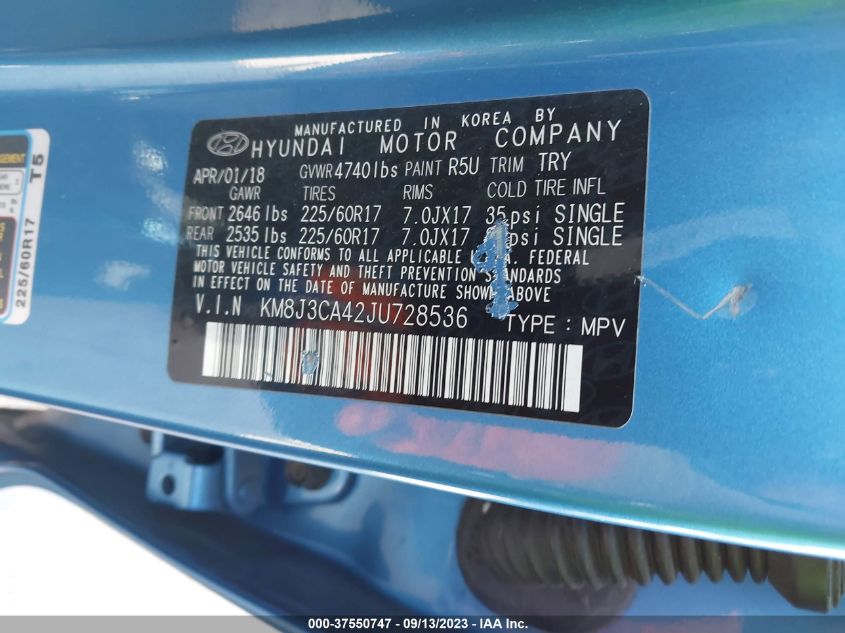 MANUFACTURED IN KOREA BY
HYUNDAI MOTOR COMPANY
APR/01/18 GVWR 4740lbs PAINT R5U TRIM TRY
GAWR TIRES RIMS COLD TIRE INFL
FRONT 2646 lbs 225/60R17 7.0JX17 35 psi SINGLE
REAR 2535 lbs 225/60R17 7.0JX17 psi SINGLE
THIS VEHICLE CONFORMS TO ALL APPLICABLE FEDERAL
MOTOR VEHICLE SAFETY AND THEFT PREVENTION STANDARDS
IN EFFECT ON THE DATE OF MANUFACTURE SHOWN ABOVE
V.I.N KM8J3CA42JU728536 TYPE : MPV
225/60R17 T5
000-37550747 - 09/13/2023 - IAA Inc.